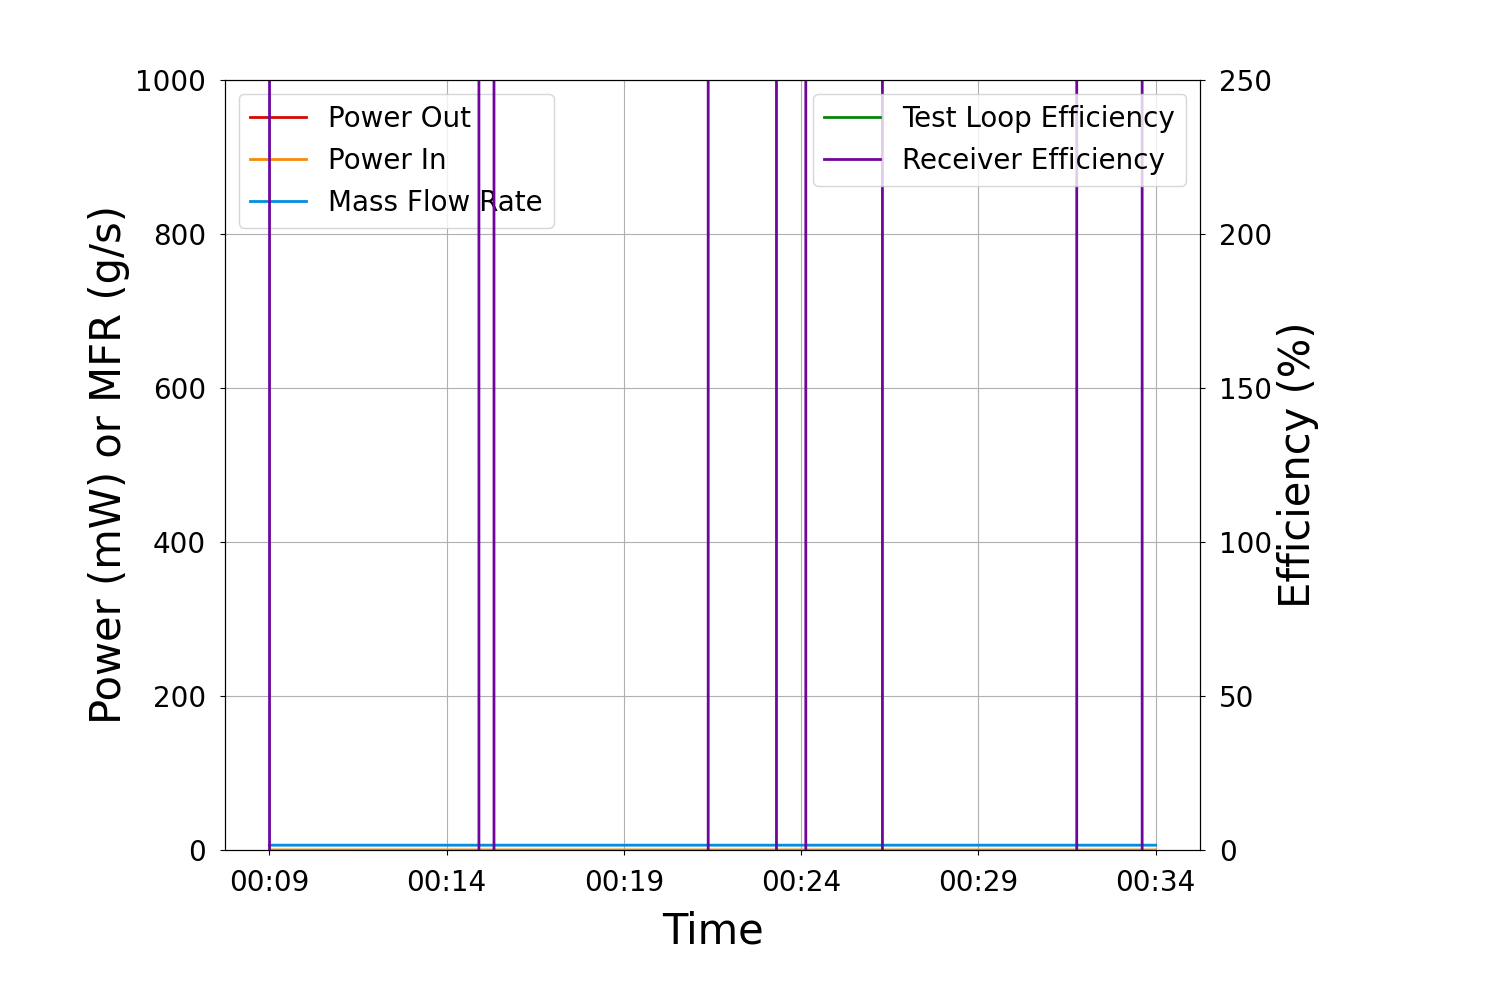 1000
800
600
400
200
0
Power (mW) or MFR (g/s)
Power Out
Power In
Mass Flow Rate
Test Loop Efficiency
Receiver Efficiency
250
200
150
100
50
0
Efficiency (%)
00:09 00:14 00:19 00:24 00:29 00:34
Time